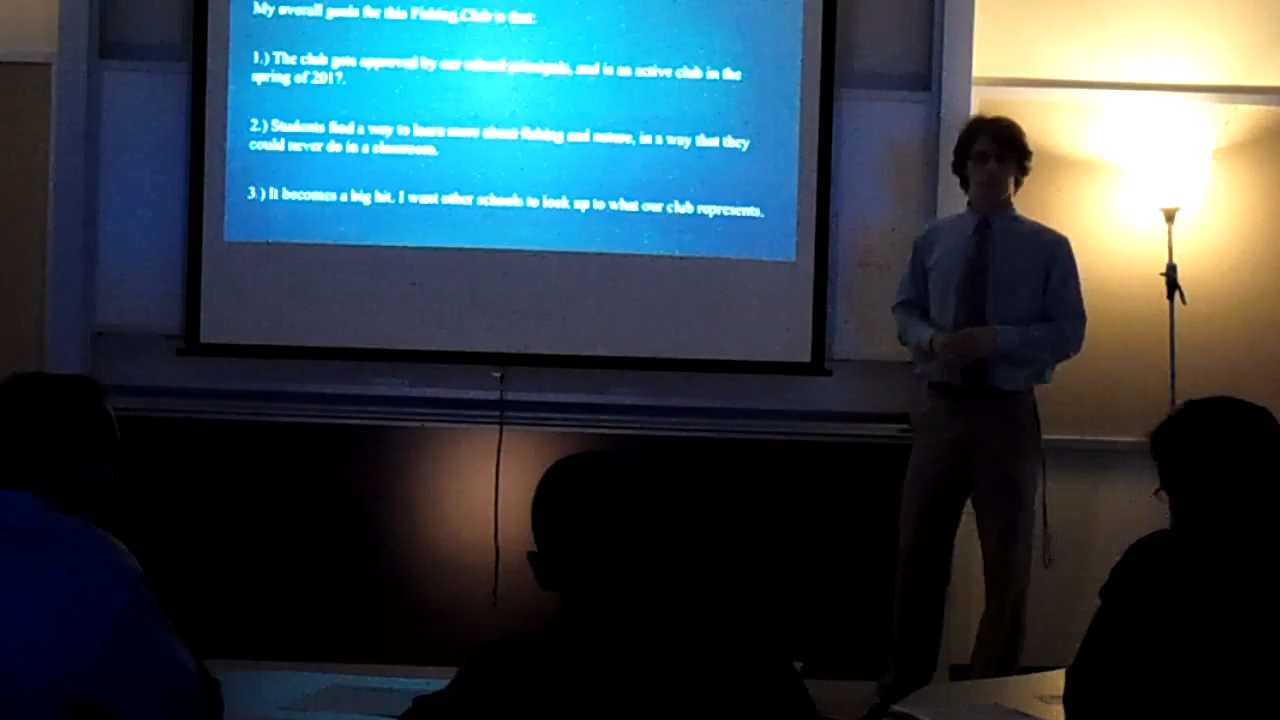 My overall goals for this Fishing Club is that:
1.) The club gets approved by our school principals, and is an active club in the
spring of 2017.
2.) Students find a way to learn more about fishing and nature, in a way that they
could never do in a classroom.
3.) It becomes a big hit. I want other schools to look up to what our club represents.